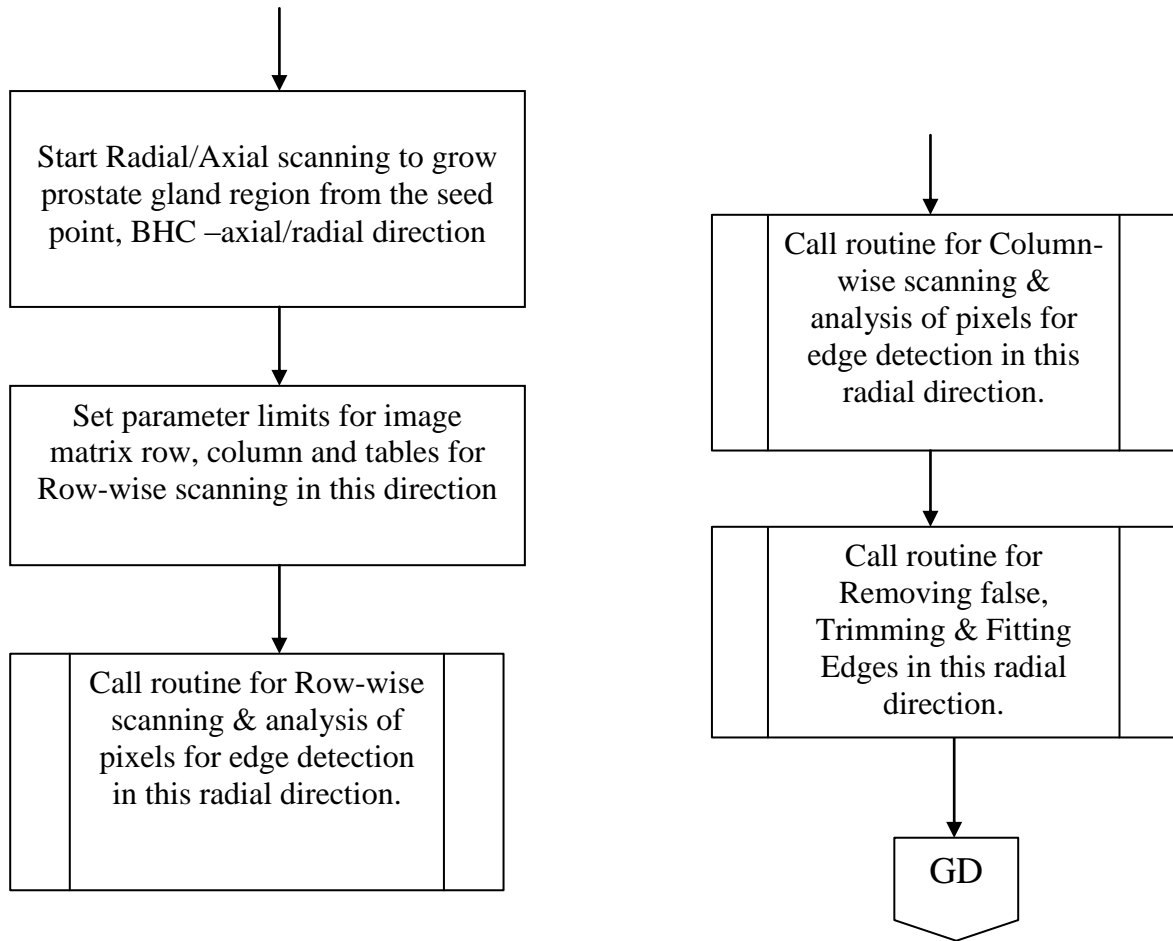 Start Radial/Axial scanning to grow
prostate gland region from the seed
point, BHC –axial/radial direction
Set parameter limits for image
matrix row, column and tables for
Row-wise scanning in this direction
Call routine for Row-wise
scanning & analysis of
pixels for edge detection
in this radial direction.
Call routine for Column-
wise scanning &
analysis of pixels for
edge detection in this
radial direction.
Call routine for
Removing false,
Trimming & Fitting
Edges in this radial
direction.
GD